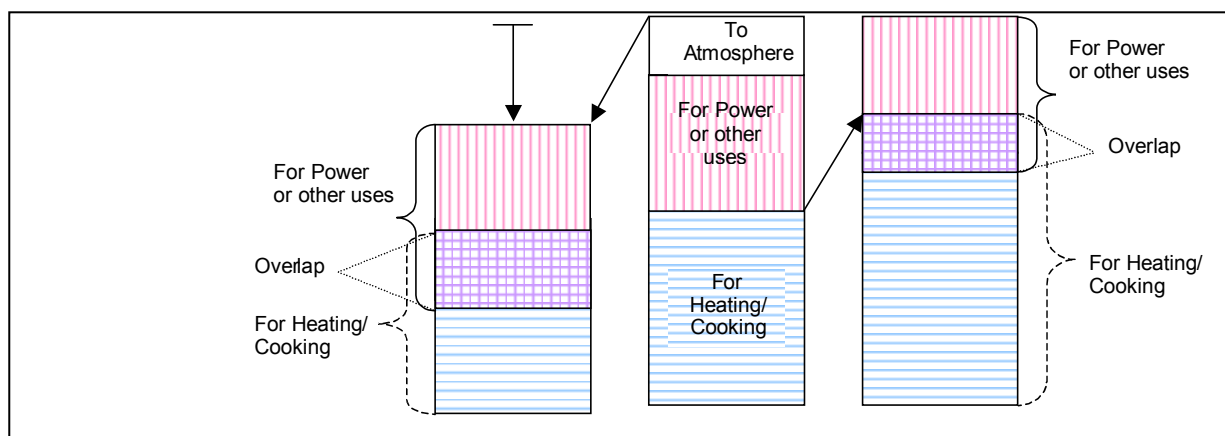 For Power
or other uses
Overlap
For Heating/
Cooking
To
Atmosphere
For Power
or other
uses
For
Heating/
Cooking
For Power
or other uses
Overlap
For Heating/
Cooking